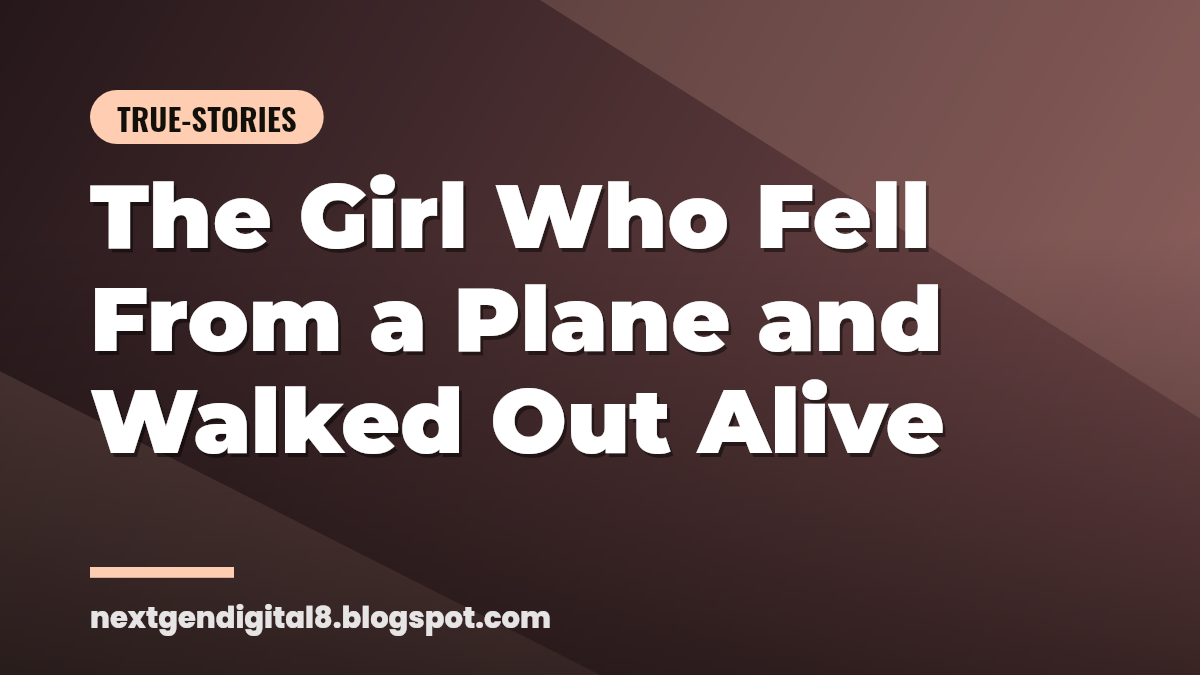 TRUE-STORIES
The Girl Who Fell
From a Plane and
Walked Out Alive
nextgendigital8.blogspot.com